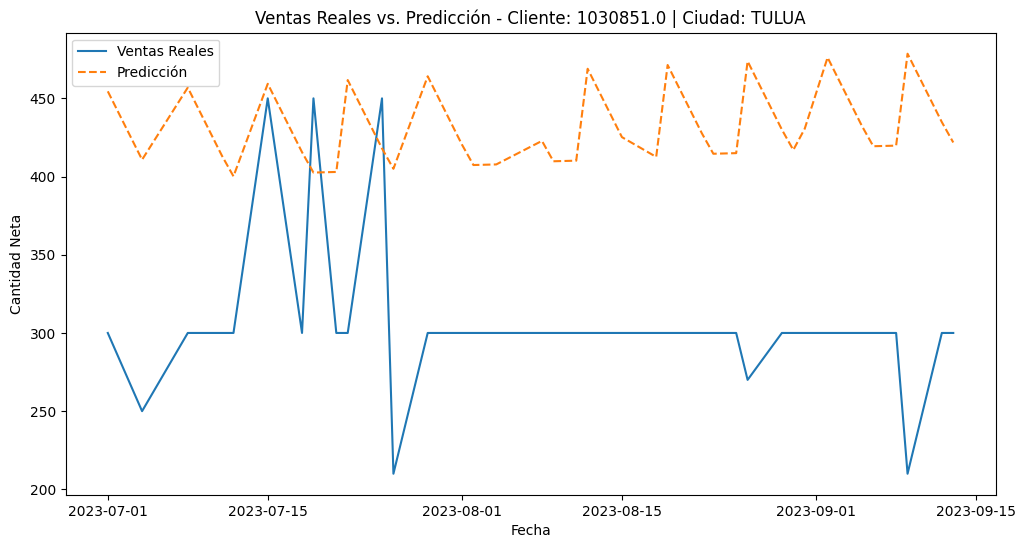 Ventas Reales vs. Predicción - Cliente: 1030851.0 | Ciudad: TULUA
Ventas Reales
Predicción
Cantidad Neta
450
400
350
300
250
200
2023-07-01
2023-07-15
2023-08-01
2023-08-15
2023-09-01
2023-09-15
Fecha